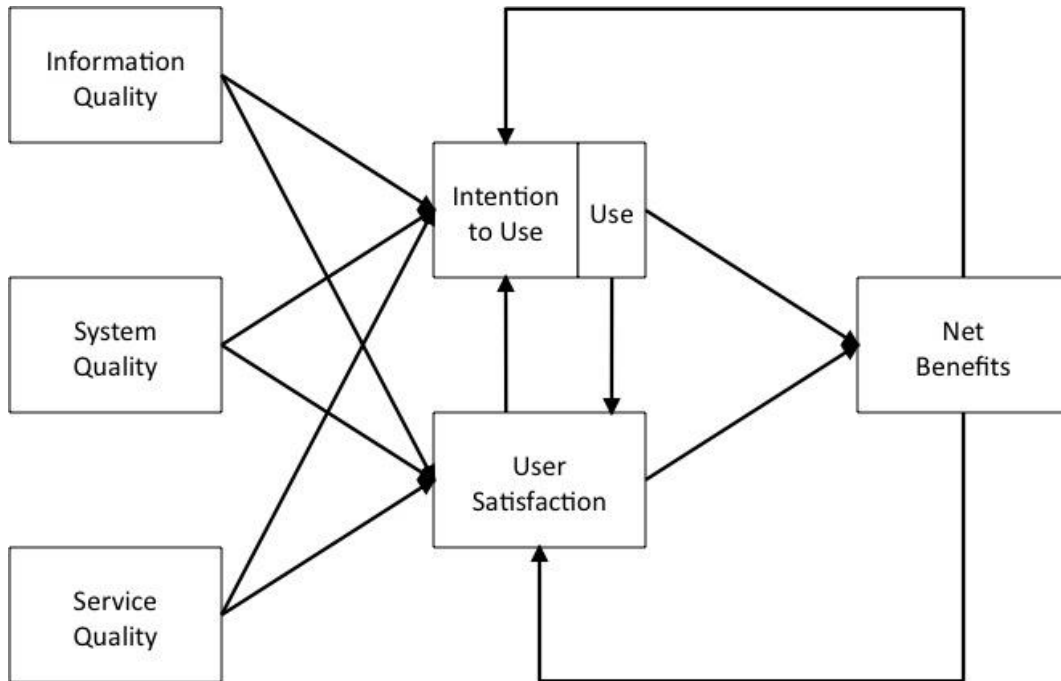 Information
Quality
Intention
to Use
Use
System
Quality
Net
Benefits
User
Satisfaction
Service
Quality